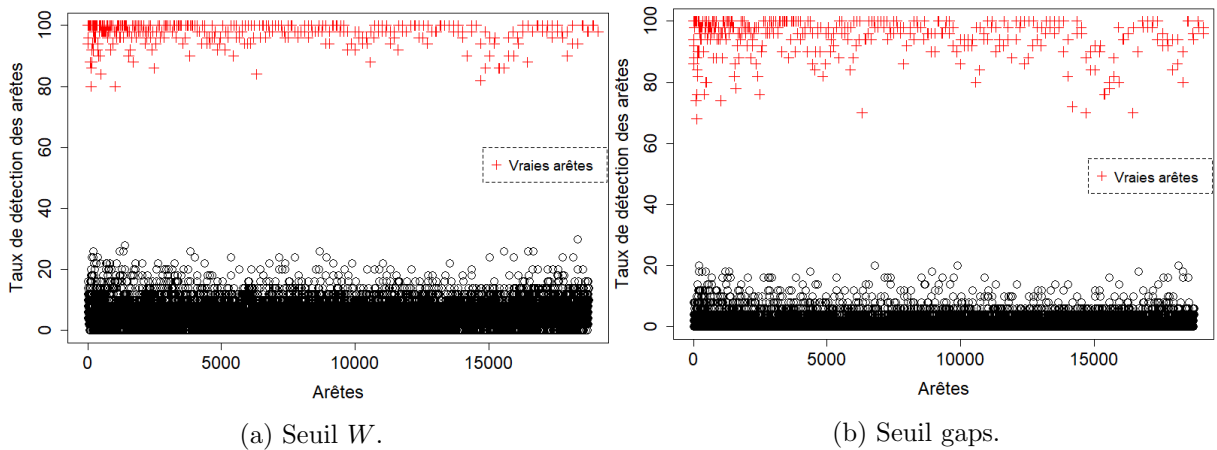 100
80
60
40
20
0
Taux de détection des arêtes
Vraies arêtes
0 5000 10000 15000
Arêtes
(a) Seuil W.
100
80
60
40
20
0
Taux de détection des arêtes
Vraies arêtes
0 5000 10000 15000
Arêtes
(b) Seuil gaps.